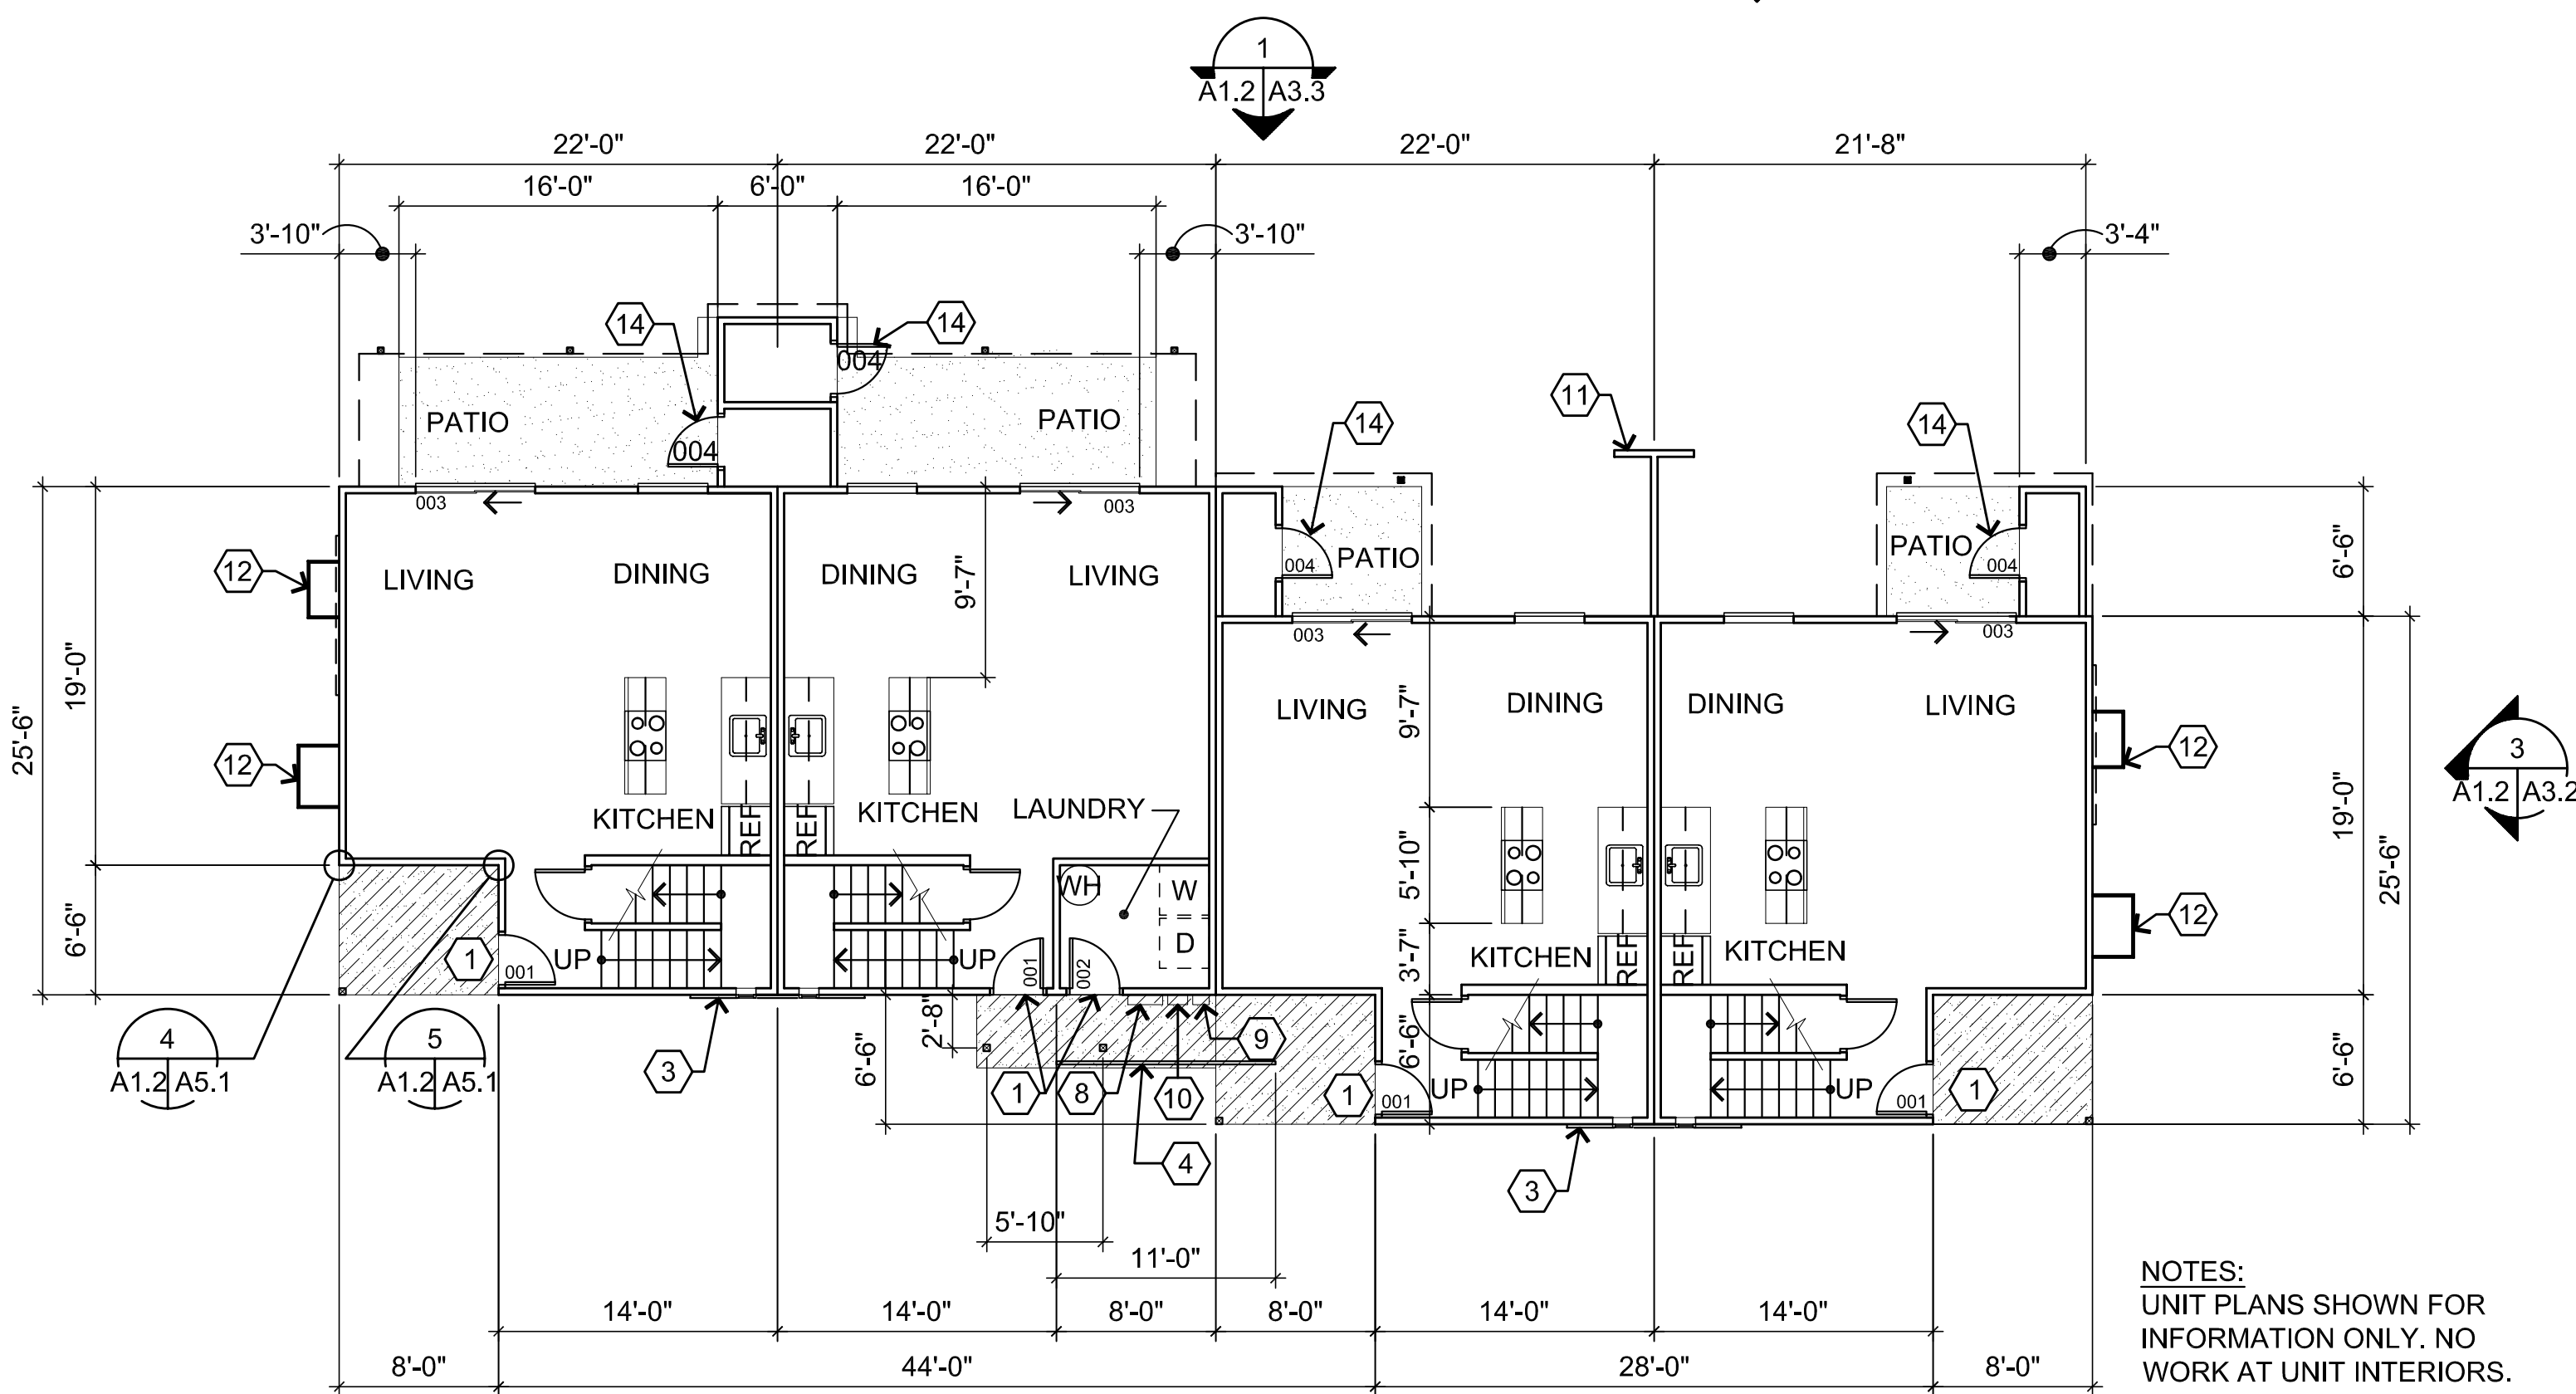 1
A1.2 A3.3
22'-0" 22'-0" 22'-0" 21'-8"
16'-0" 6'-0" 16'-0"
3'-10" 3'-10" 3'-4"
14 14
004
PATIO PATIO
11 14 14
004
003 003
PATIO PATIO
004 004
6'-6"
12
LIVING DINING DINING LIVING
9'-7"
003 003
19'-0"
25'-6"
LIVING DINING DINING LIVING
9'-7"
12 12
3
A1.2 A3.2
KITCHEN REF REF KITCHEN LAUNDRY
19'-0"
25'-6"
WH W
5'-10"
12
6'-6"
D
1 001 UP UP 001 002
KITCHEN REF REF KITCHEN
3'-7"
2'-8"
4
A1.2 A5.1
5
A1.2 A5.1
3
6'-6"
9
1 8 10
6'-6"
1 001 UP UP 001 1
6'-6"
4
3
5'-10"
11'-0"
14'-0" 14'-0" 8'-0" 8'-0" 14'-0" 14'-0"
8'-0" 44'-0" 28'-0" 8'-0"
NOTES:
UNIT PLANS SHOWN FOR
INFORMATION ONLY. NO
WORK AT UNIT INTERIORS.